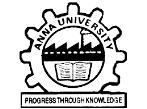 ANNA UNIVERSITY
PROGRESS THROUGH KNOWLEDGE